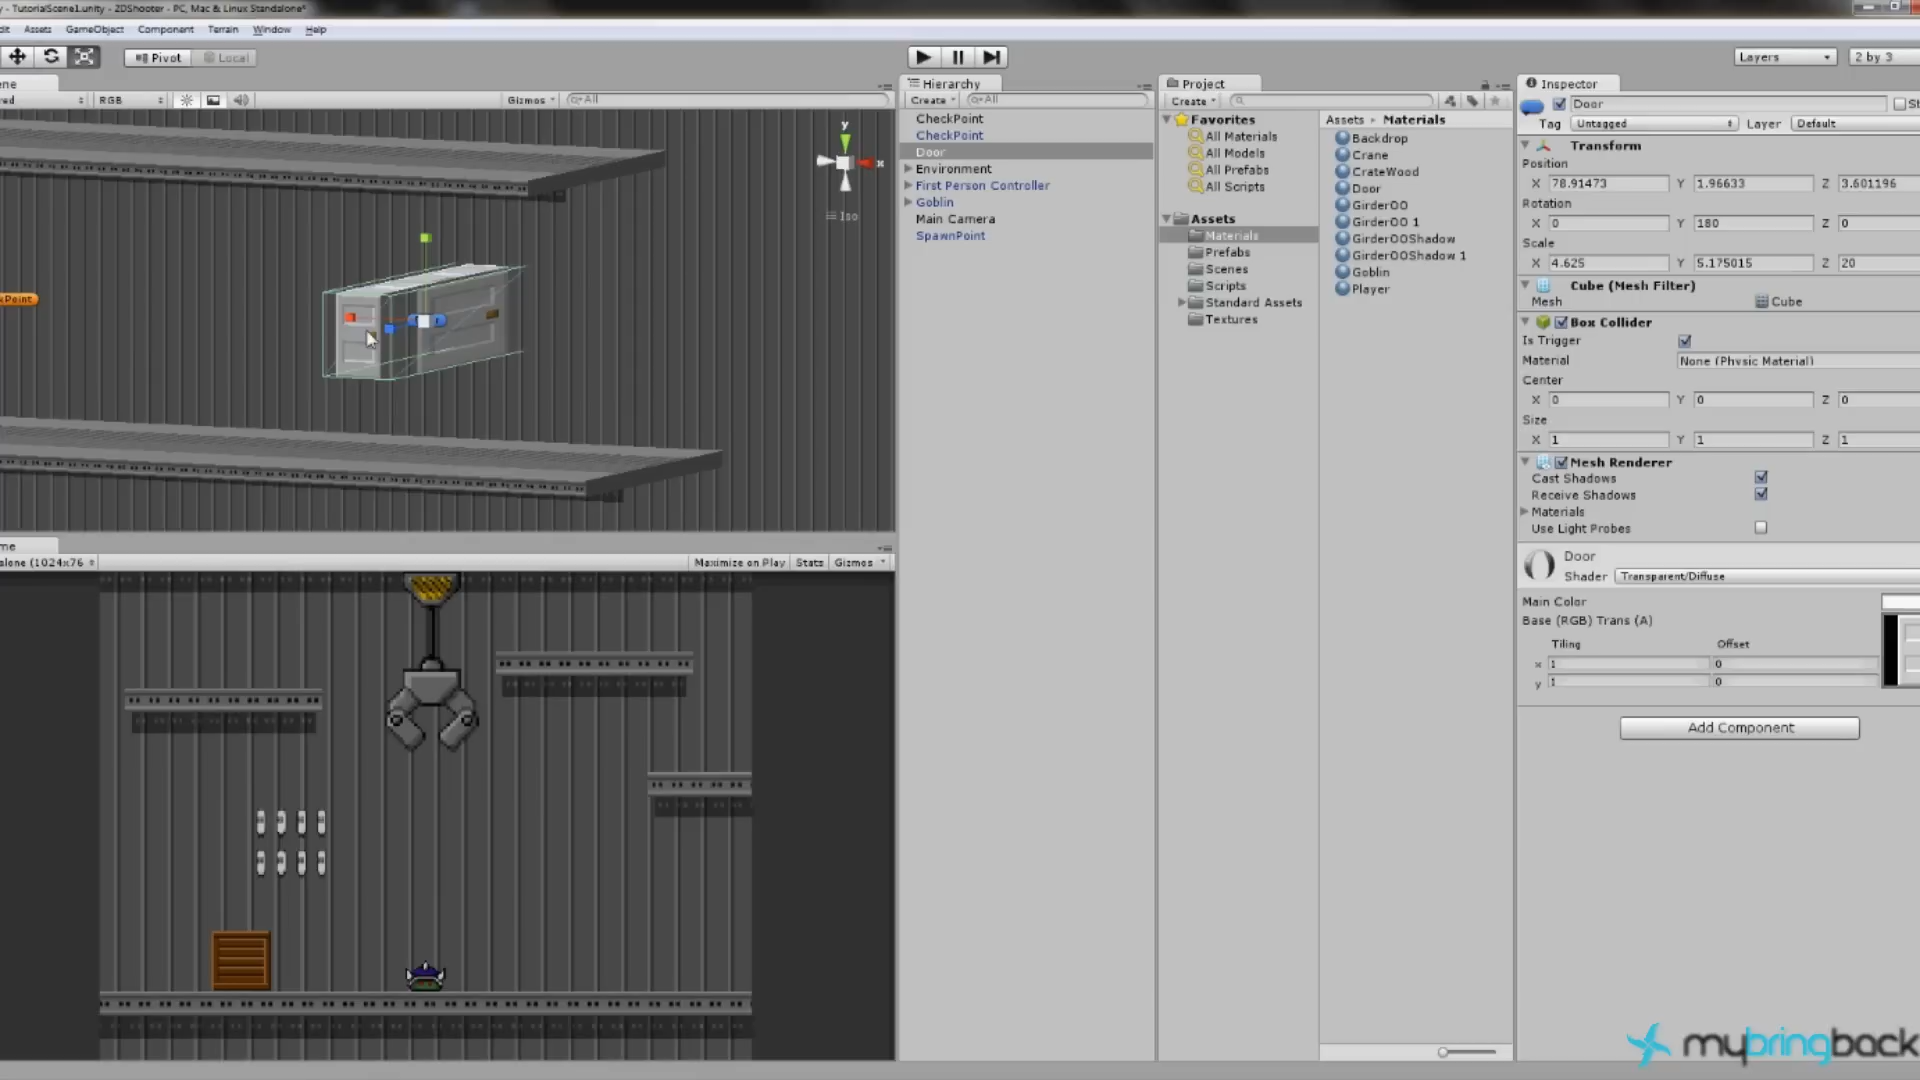 - TutorialScene1.unity - 2DShooter - PC, Mac & Linux Standalone*
Assets GameObject Component Terrain Window Help
Pivot Local
Layers 2 by 3
RGB Gizmos All
Iso
Maximize on Play Stats Gizmos
Hierarchy
Create All
CheckPoint
CheckPoint
Door
Environment
First Person Controller
Goblin
Main Camera
SpawnPoint
Project
Create
Favorites
All Materials
All Models
All Prefabs
All Scripts
Assets
Materials
Prefabs
Scenes
Scripts
Standard Assets
Textures
Assets Materials
Backdrop
Crane
CrateWood
Door
Girder00
Girder00 1
Girder00Shadow
Girder00Shadow 1
Goblin
Player
Inspector
Door
Tag Untagged Layer Default
Transform
Position
X 78.91473 Y 1.96633 Z 3.601196
Rotation
X 0 Y 180 Z 0
Scale
X 4.625 Y 5.175015 Z 20
Cube (Mesh Filter)
Mesh Cube
Box Collider
Is Trigger
Material None (Physic Material)
Center
X 0 Y 0 Z 0
Size
X 1 Y 1 Z 1
Mesh Renderer
Cast Shadows
Receive Shadows
Materials
Use Light Probes
Door
Shader Transparent/Diffuse
Main Color
Base (RGB) Trans (A)
Tiling Offset
x 1 0
y 1 0
Add Component
mybringback